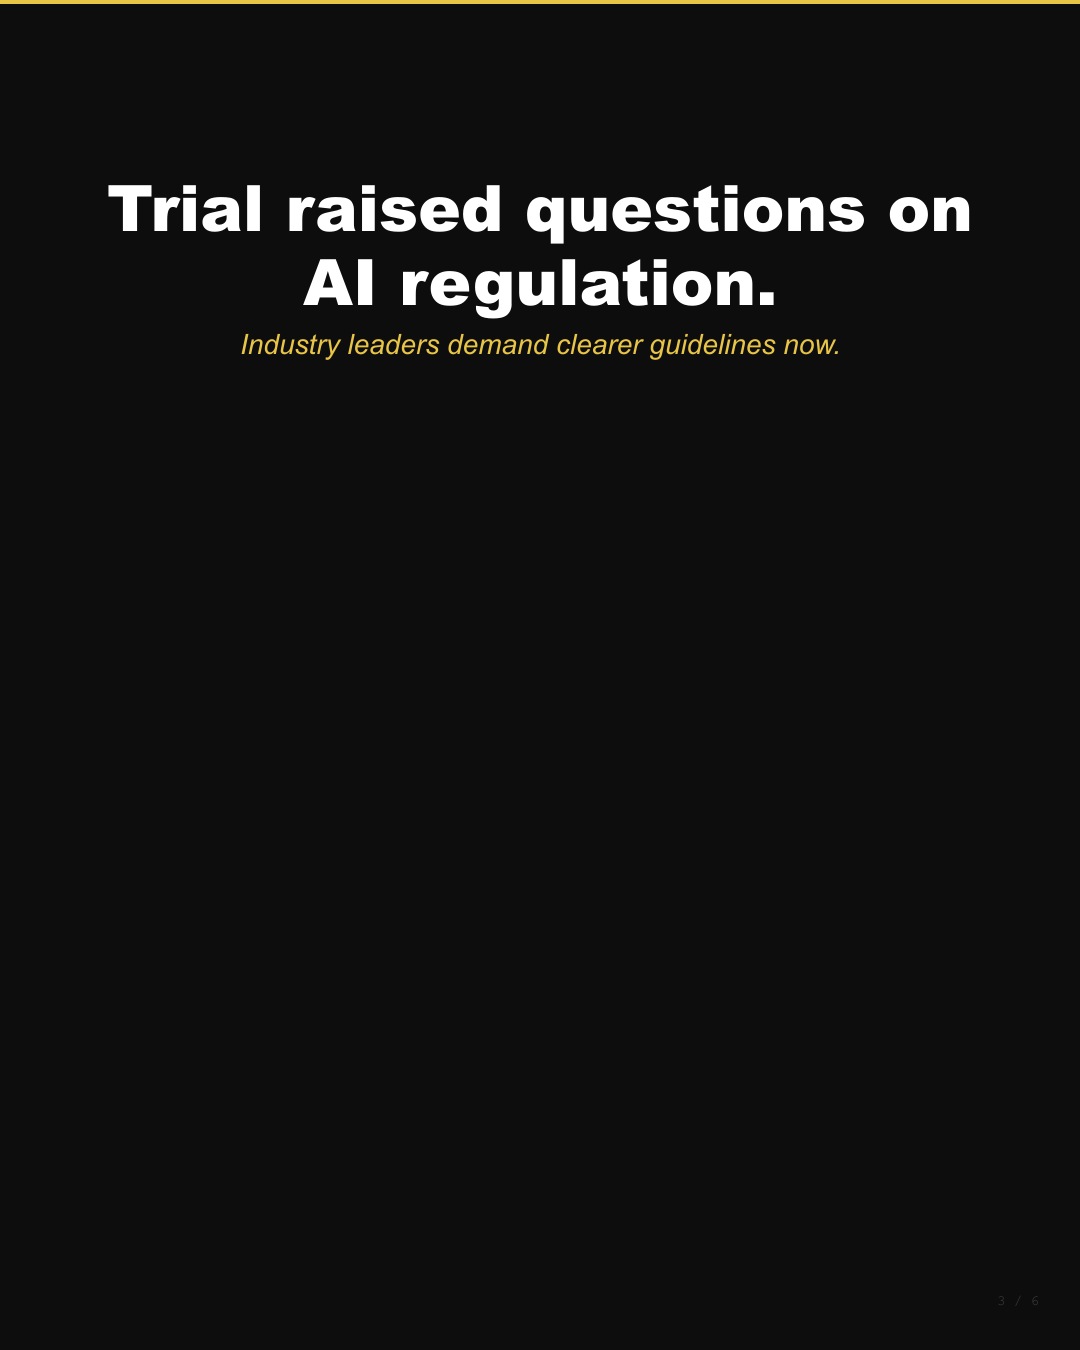 Trial raised questions on
AI regulation.
Industry leaders demand clearer guidelines now.
3 / 6